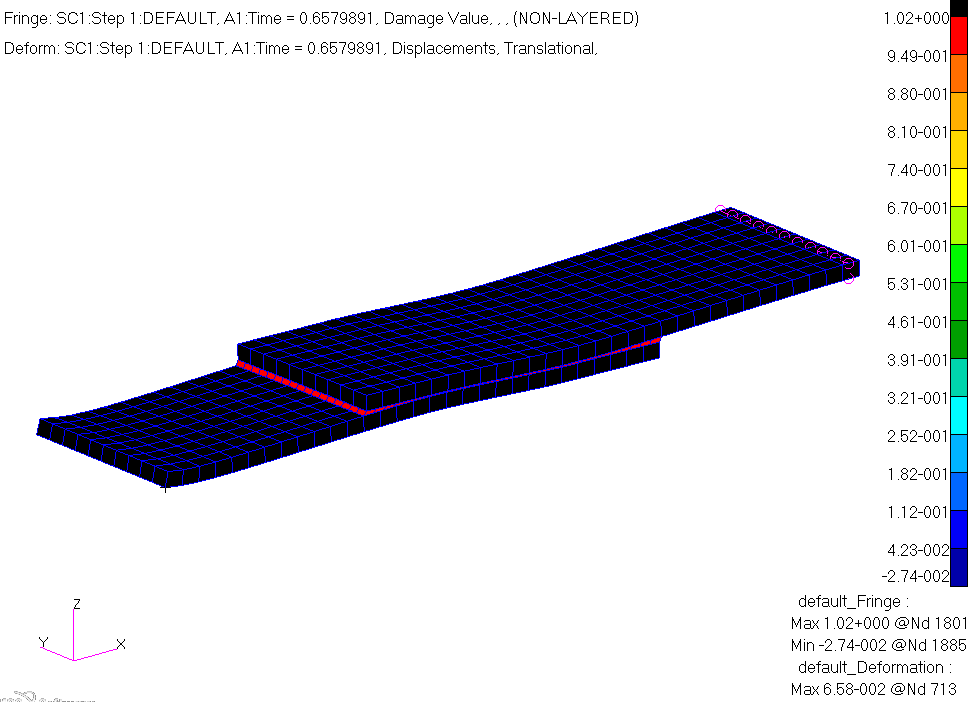 Fringe: SC1:Step 1:DEFAULT, A1:Time = 0.6579891, Damage Value, , , (NON-LAYERED)
Deform: SC1:Step 1:DEFAULT, A1:Time = 0.6579891, Displacements, Translational,
1.02+000
9.49-001
8.80-001
8.10-001
7.40-001
6.70-001
6.01-001
5.31-001
4.61-001
3.91-001
3.21-001
2.52-001
1.82-001
1.12-001
4.23-002
-2.74-002
default_Fringe :
Max 1.02+000 @Nd 1801
Min -2.74-002 @Nd 1885
default_Deformation :
Max 6.58-002 @Nd 713
Z
Y
X